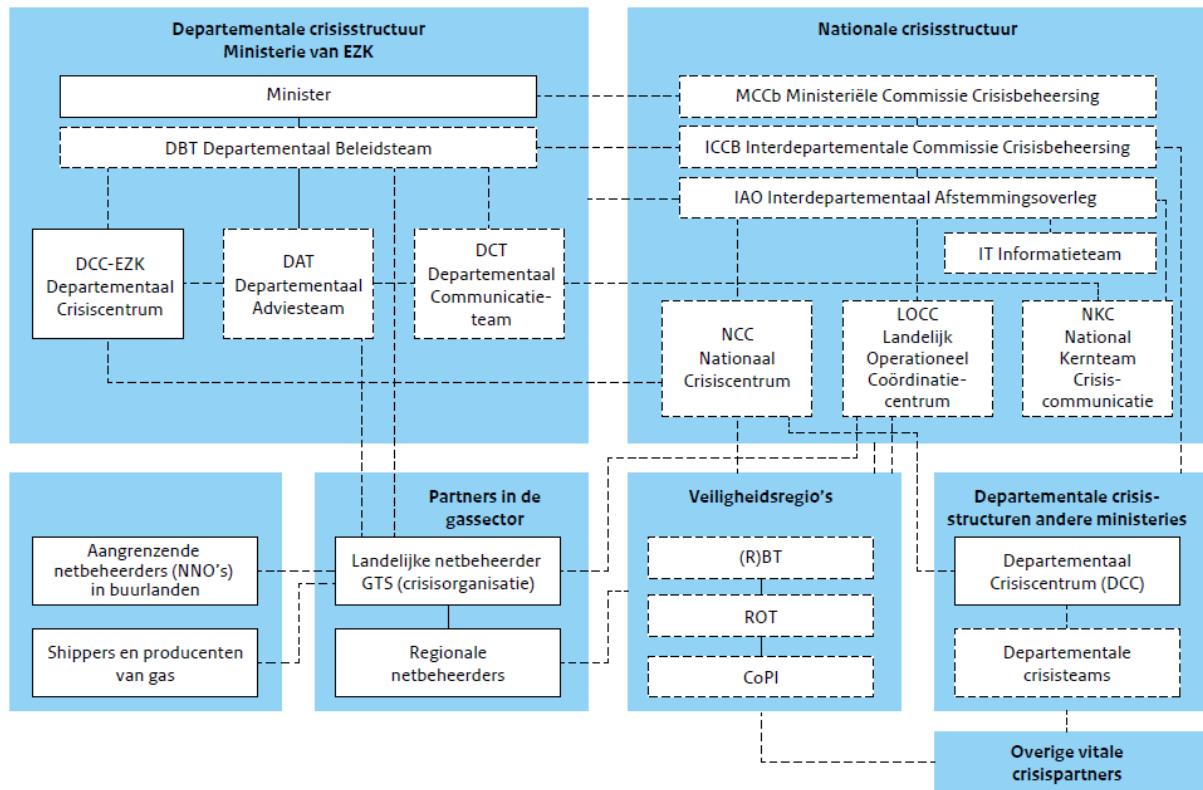 Departementale crisisstructuur
Ministerie van EZK
Minister
DBT Departementaal Beleidsteam
DCC-EZK
Departementaal
Crisiscentrum
DAT
Departementaal
Adviesteam
DCT
Departementaal
Communicatie-
team
Nationale crisisstructuur
MCCb Ministeriële Commissie Crisisbeheersing
ICCB Interdepartementale Commissie Crisisbeheersing
IAO Interdepartementaal Afstemmingsoverleg
IT Informatieteam
NCC
Nationaal
Crisiscentrum
LOCC
Landelijk
Operationeel
Coördinatie-
centrum
NKC
National
Kernteam
Crisis-
communicatie
Aangrenzende
netbeheerders (NNO's)
in buurlanden
Shippers en producenten
van gas
Partners in de
gassector
Landelijke netbeheerder
GTS (crisisorganisatie)
Regionale
netbeheerders
Veiligheidsregio's
(R)BT
ROT
CoPI
Departementale crisis-
structuren andere ministeries
Departementaal
Crisiscentrum (DCC)
Departementale
crisisteams
Overige vitale
crisispartners